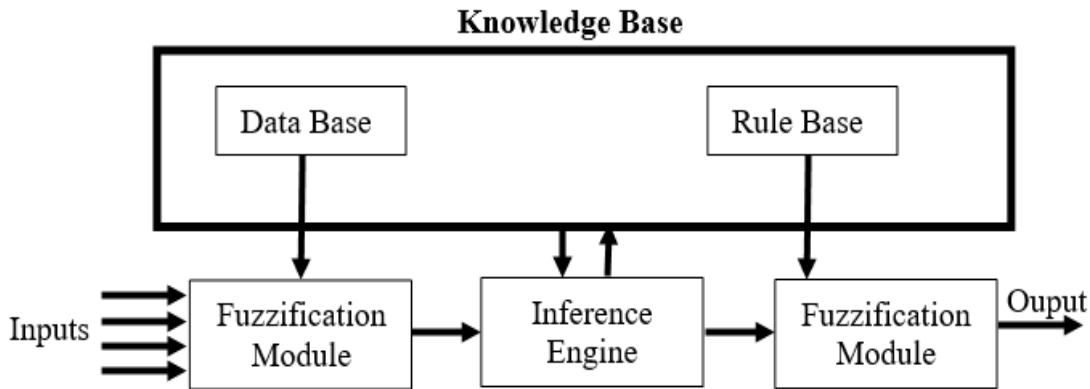 Knowledge Base
Data Base
Rule Base
Inputs
Fuzzification
Module
Inference
Engine
Fuzzification
Module
Ouput